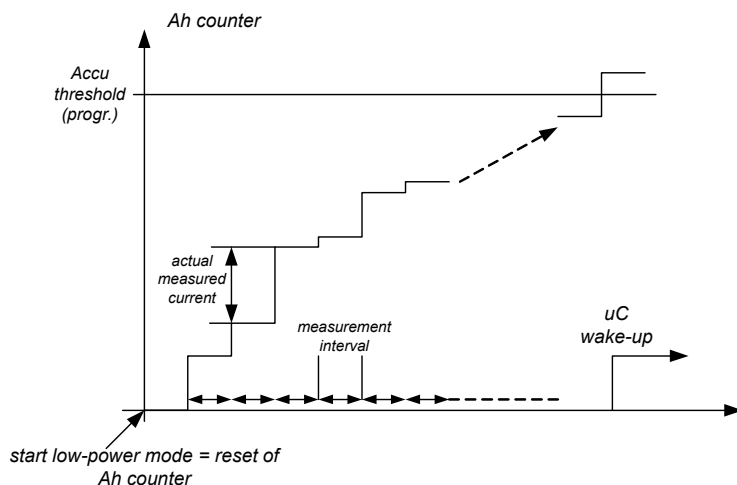 Ah counter
Accu
threshold
(progr.)
actual
measured
current
measurement
interval
uC
wake-up
start low-power mode = reset of
Ah counter